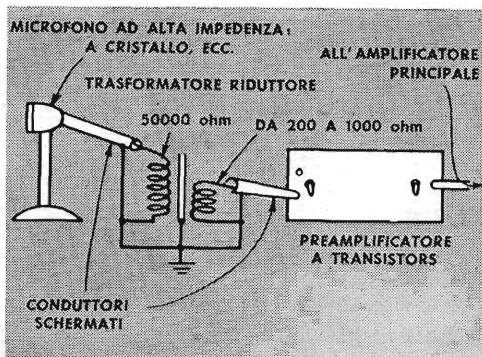 MICROFONO AD ALTA IMPEDENZA:
A CRISTALLO, ECC.
ALL'AMPLIFICATORE
PRINCIPALE
TRASFORMATORE RIDUTTORE
50000 ohm
DA 200 A 1000 ohm
PREAMPLIFICATORE
A TRANSISTORS
CONDUTTORI
SCHERMATI